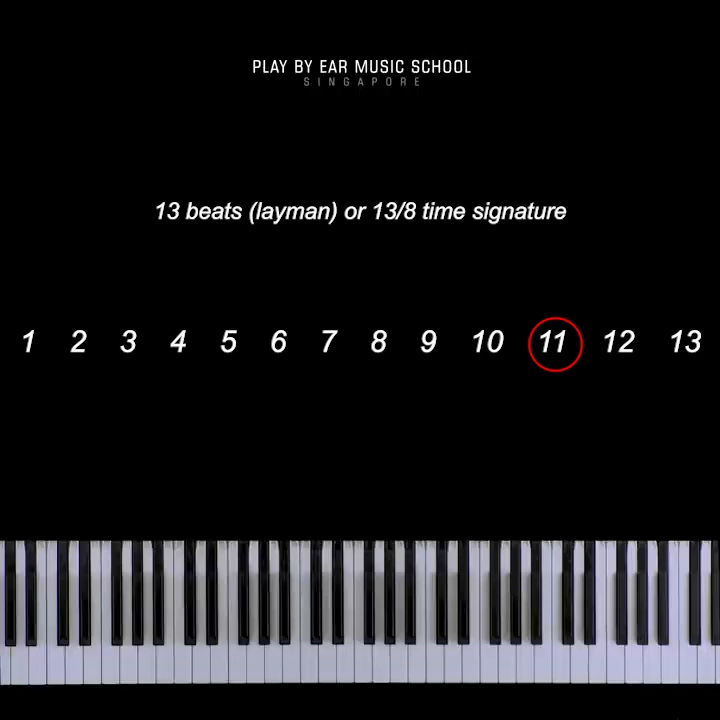 PLAY BY EAR MUSIC SCHOOL
SINGAPORE
13 beats (layman) or 13/8 time signature
1 2 3 4 5 6 7 8 9 10 11 12 13